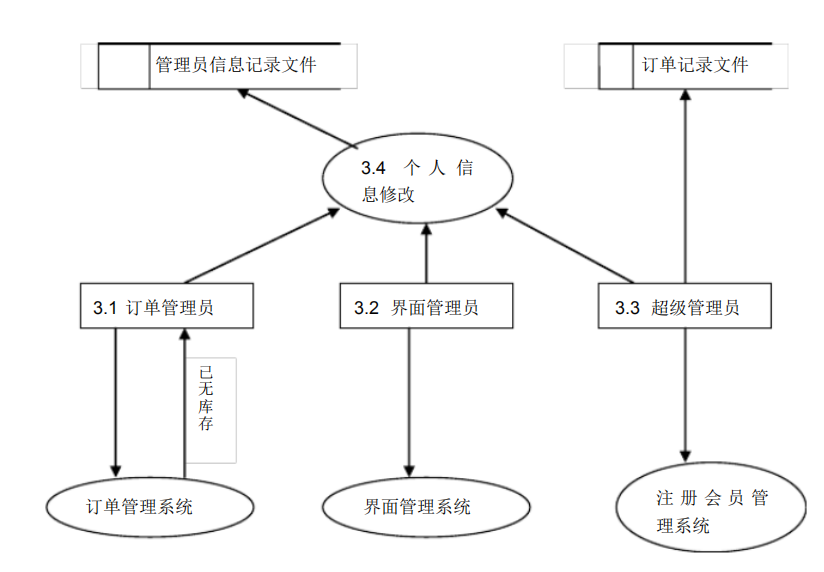 管理员信息记录文件
订单记录文件
3.4 个人信
息修改
3.1 订单管理员
3.2 界面管理员
3.3 超级管理员
已
无
库
存
订单管理系统
界面管理系统
注册会员管
理系统